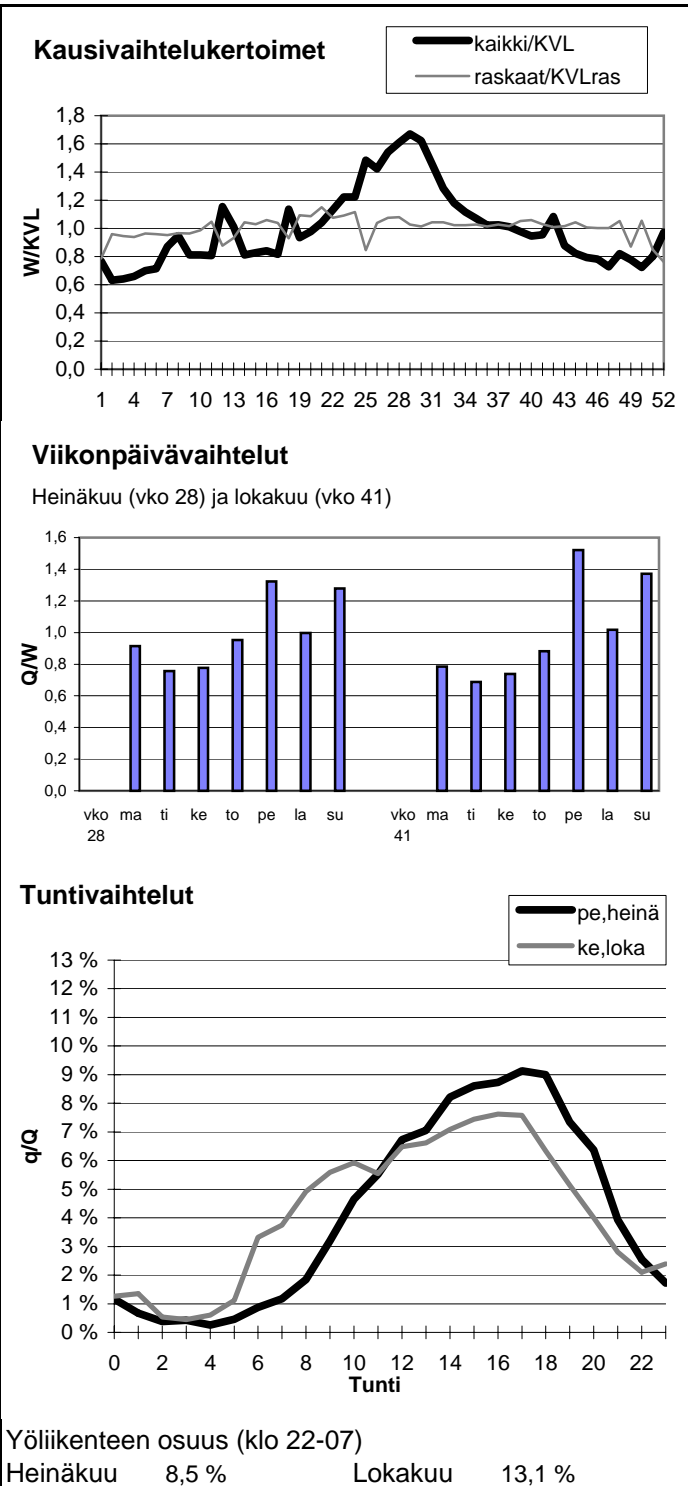 Kausivaihtelukertoimet
kaikki/KVL
raskaat/KVLras
W/KVL
1,8
1,6
1,4
1,2
1,0
0,8
0,6
0,4
0,2
0,0
1 4 7 10 13 16 19 22 25 28 31 34 37 40 43 46 49 52
Viikonpäivävaihtelut
Heinäkuu (vko 28) ja lokakuu (vko 41)
Q/W
1,6
1,4
1,2
1,0
0,8
0,6
0,4
0,2
0,0
vko ma ti ke to pe la su vko ma ti ke to pe la su
28 41
Tuntivaihtelut
pe,heinä
ke,loka
q/Q
13 %
12 %
11 %
10 %
9 %
8 %
7 %
6 %
5 %
4 %
3 %
2 %
1 %
0 %
0 2 4 6 8 10 12 14 16 18 20 22
Tunti
Yöliikenteen osuus (klo 22-07)
Heinäkuu 8,5 % Lokakuu 13,1 %